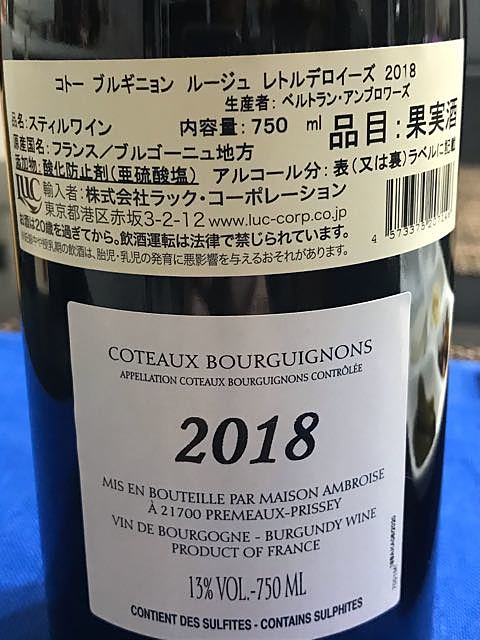 コトー ブルギニョン ルージュ レトルデロイーズ 2018
生産者：ベルトラン・アンブロワーズ
品名：スティルワイン 内容量：750 ml 品目：果実酒
原産国名：フランス／ブルゴーニュ地方
添加物：酸化防止剤（亜硫酸塩） アルコール分：表（又は裏）ラベルに記載
LUC 輸入者：株式会社ラック・コーポレーション
東京都港区赤坂3-2-12 www.luc-corp.co.jp
お酒は20歳を過ぎてから。飲酒運転は法律で禁じられています。
飲酒は、胎児・乳児の発育に悪影響を与えるおそれがあります。
COTEAUX BOURGUIGNONS
APPELLATION COTEAUX BOURGUIGNONS CONTRÔLÉE
2018
MIS EN BOUTEILLE PAR MAISON AMBROISE
À 21700 PREMEAUX-PRISSEY
VIN DE BOURGOGNE - BURGUNDY WINE
PRODUCT OF FRANCE
13% VOL.-750 ML
CONTIENT DES SULFITES - CONTAINS SULPHITES